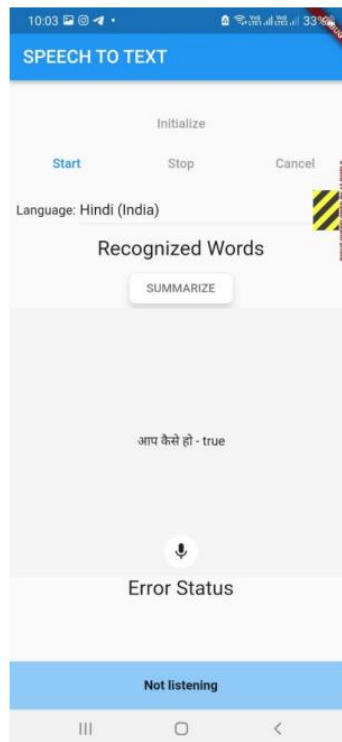 10:03
33%
SPEECH TO TEXT
Initialize
Start Stop Cancel
Language: Hindi (India)
Recognized Words
SUMMARIZE
आप कैसे हो - true
Error Status
Not listening